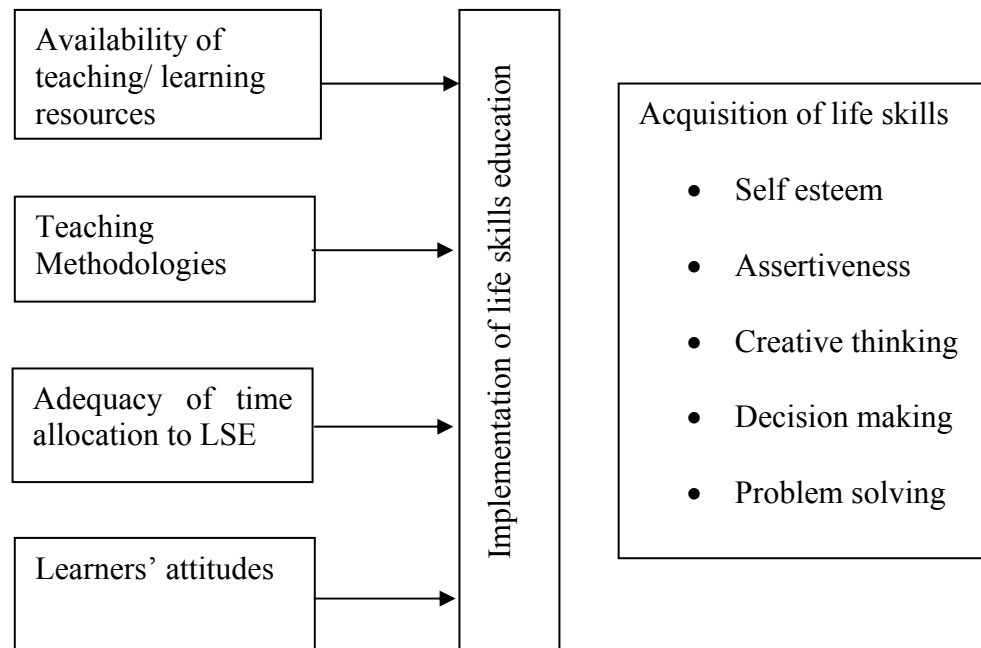 Availability of
teaching/ learning
resources
Teaching
Methodologies
Adequacy of time
allocation to LSE
Learners’ attitudes
Implementation of life skills education
Acquisition of life skills
• Self esteem
• Assertiveness
• Creative thinking
• Decision making
• Problem solving